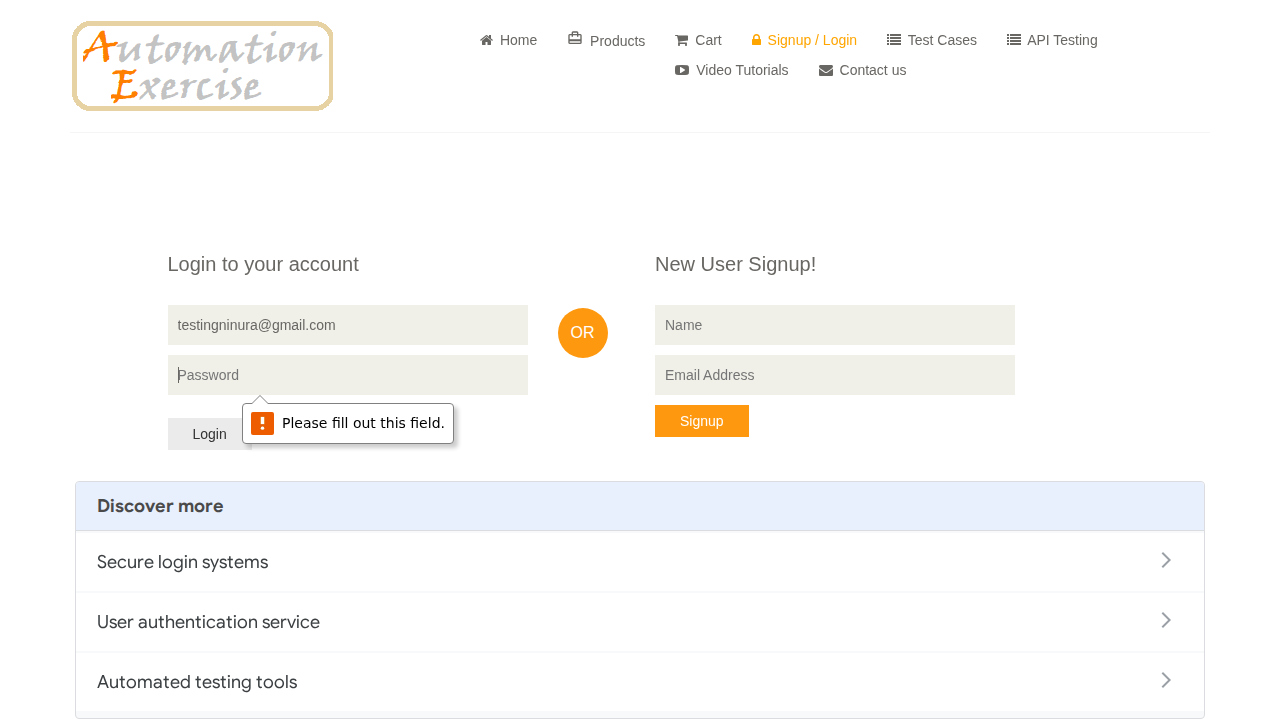 Automation
Exercise
Home
Products
Cart
Signup / Login
Test Cases
API Testing
Video Tutorials
Contact us
Login to your account
testingninura@gmail.com
Password
Please fill out this field.
Login
OR
New User Signup!
Name
Email Address
Signup
Discover more
Secure login systems
User authentication service
Automated testing tools